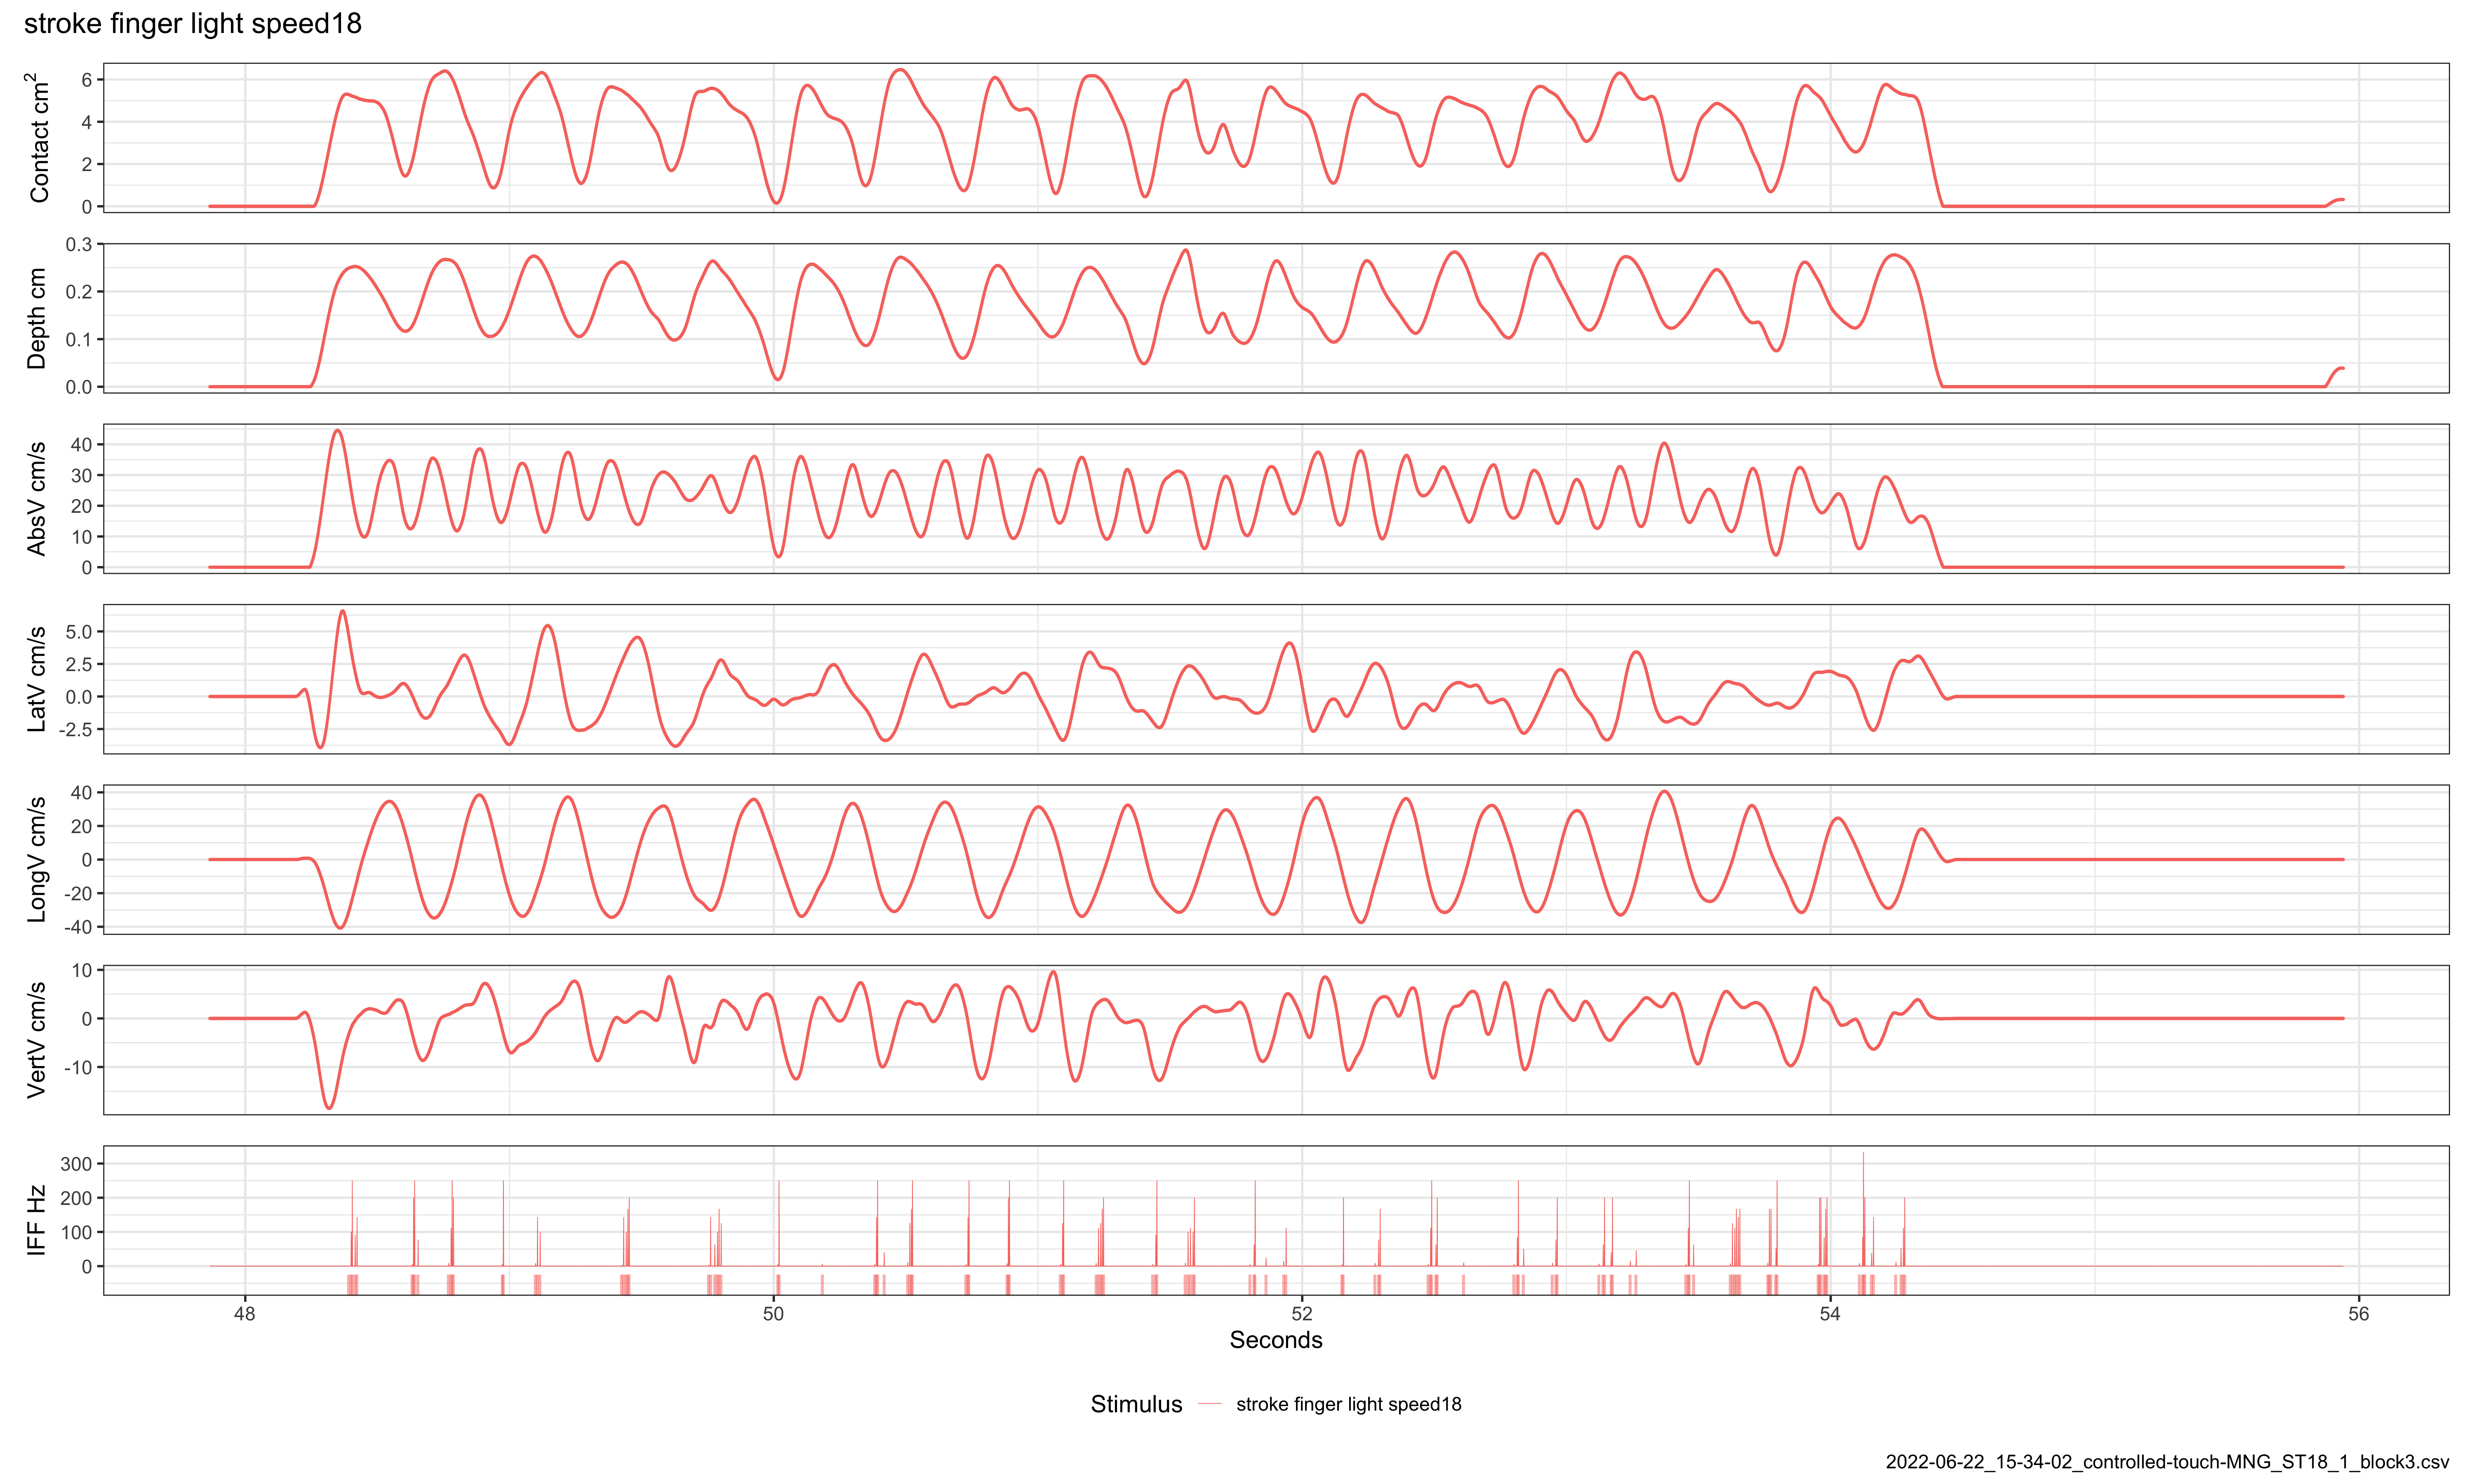 stroke finger light speed18
Contact cm²
6
4
2
0
Depth cm
0.3
0.2
0.1
0.0
AbsV cm/s
40
30
20
10
0
LatV cm/s
5.0
2.5
0.0
-2.5
LongV cm/s
40
20
0
-20
-40
VertV cm/s
10
0
-10
IFF Hz
300
200
100
0
48 50 52 54 56
Seconds
Stimulus stroke finger light speed18
2022-06-22_15-34-02_controlled-touch-MNG_ST18_1_block3.csv